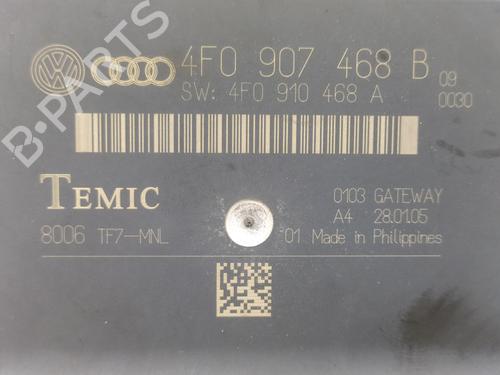 4F0 907 468 B
SW: 4F0 910 468 A
09
0030
TEMIC
0103 GATEWAY
A4 28.01.05
8006 TF7-MNL
01 Made in Philippines
B-PARTS